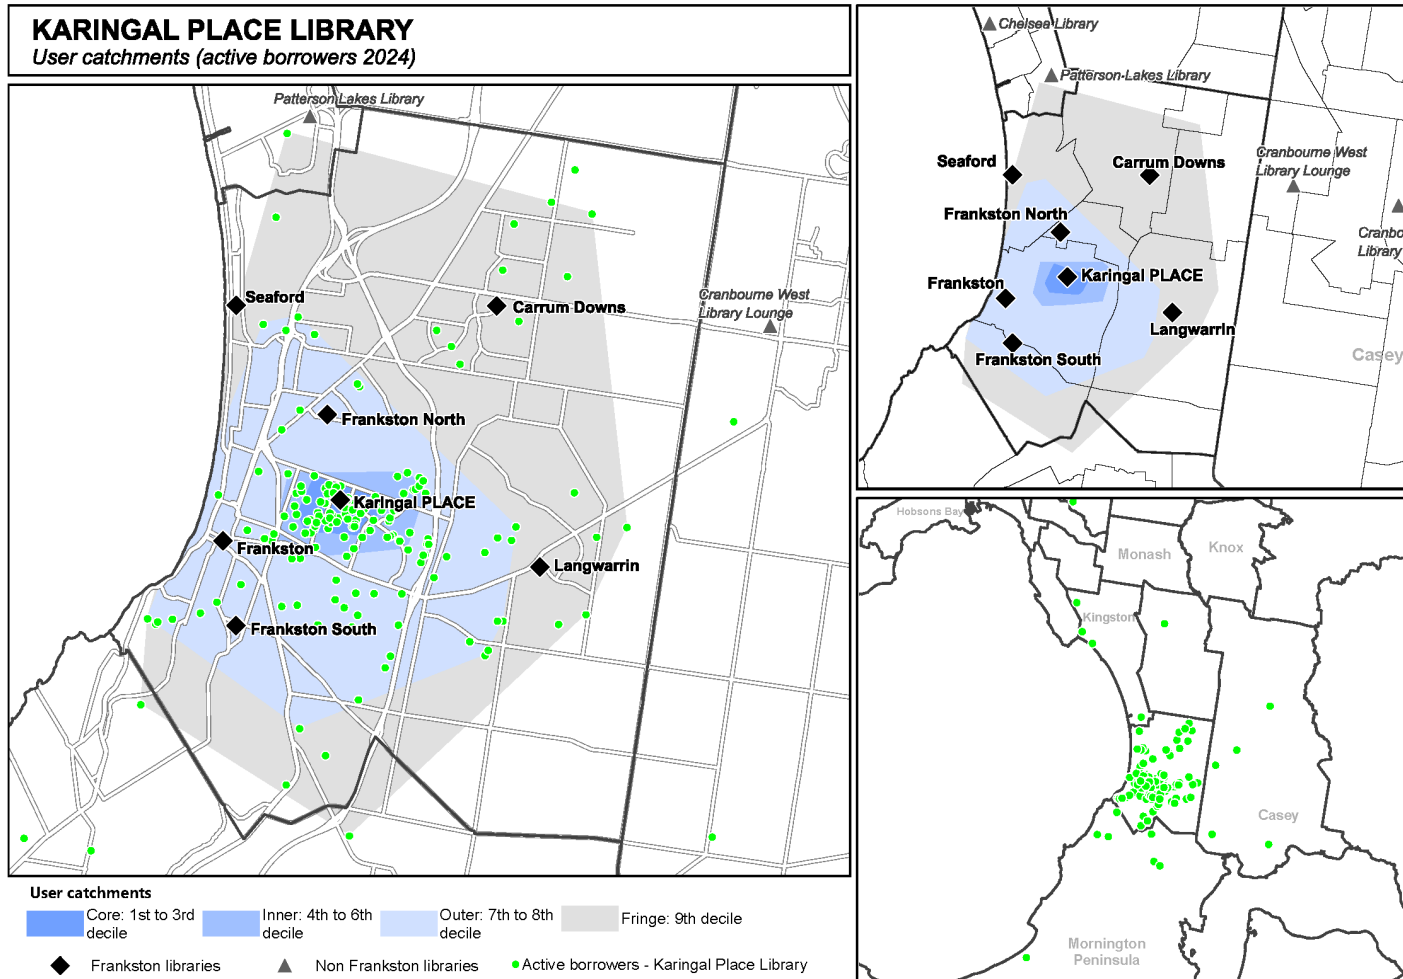 KARINGAL PLACE LIBRARY
User catchments (active borrowers 2024)
Patterson Lakes Library
Seaford
Carrum Downs
Cranbourne West
Library Lounge
Frankston North
Karingal PLACE
Frankston
Langwarrin
Frankston South
User catchments
Core: 1st to 3rd
decile
Inner: 4th to 6th
decile
Outer: 7th to 8th
decile
Fringe: 9th decile
Frankston libraries
Non Frankston libraries
Active borrowers - Karingal Place Library
Chelsea Library
Patterson Lakes Library
Seaford
Carrum Downs
Cranbourne West
Library Lounge
Frankston North
Cranbo
Library
Karingal PLACE
Frankston
Langwarrin
Frankston South
Casey
Hobsons Bay
Monash
Knox
Kingston
Casey
Mornington
Peninsula